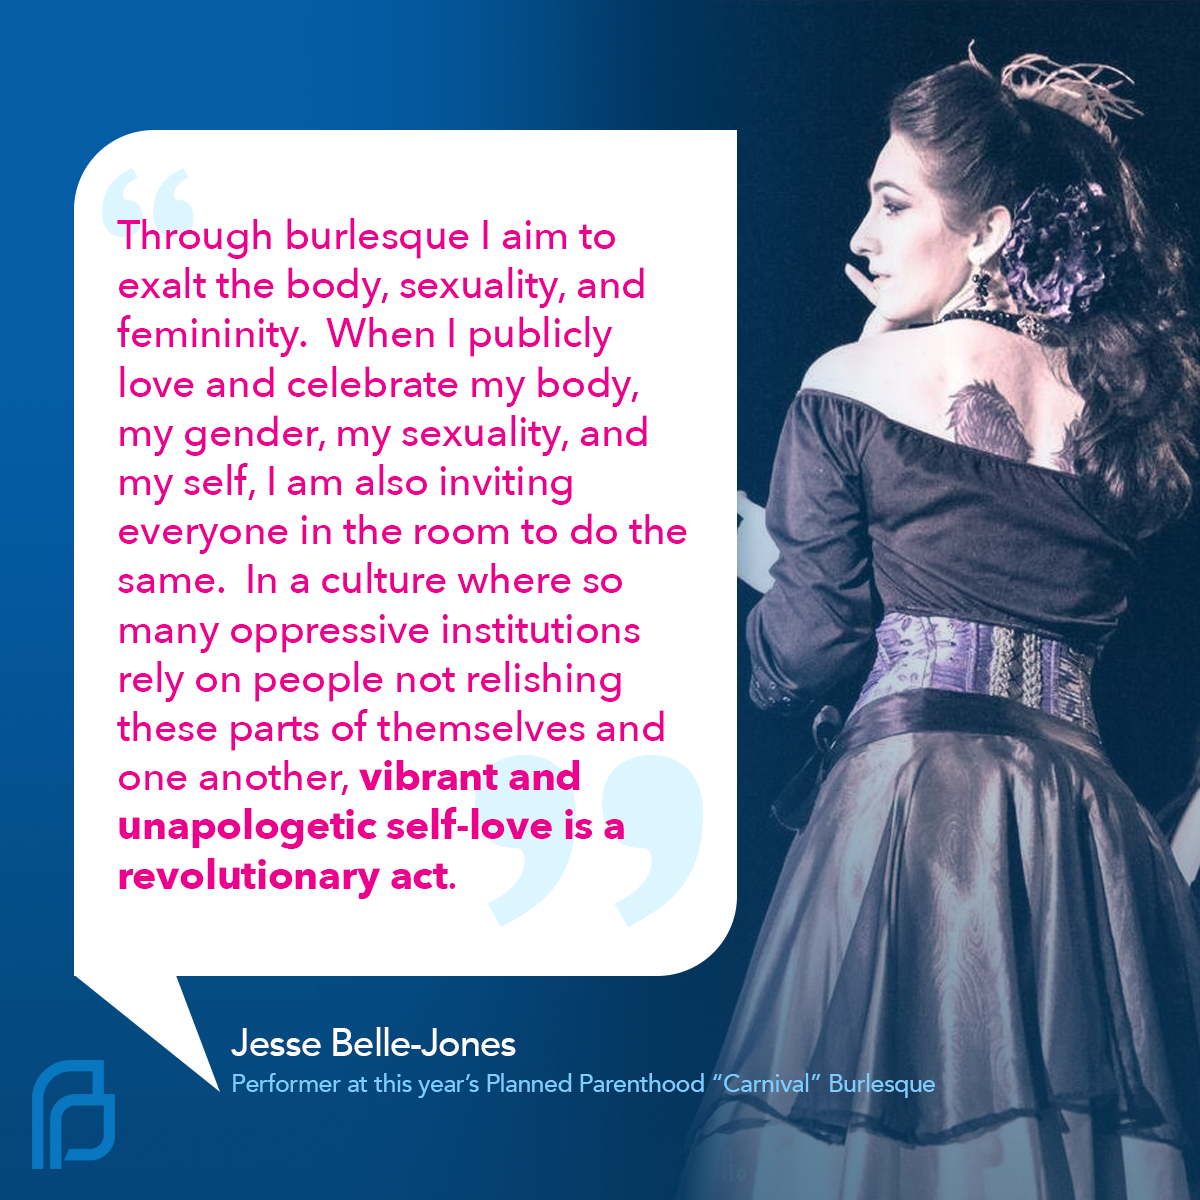 “
Through burlesque I aim to
exalt the body, sexuality, and
femininity.  When I publicly
love and celebrate my body,
my gender, my sexuality, and
my self, I am also inviting
everyone in the room to do the
same.  In a culture where so
many oppressive institutions
rely on people not relishing
these parts of themselves and
one another, vibrant and
unapologetic self-love is a
revolutionary act.
”
Jesse Belle-Jones
Performer at this year’s Planned Parenthood “Carnival” Burlesque